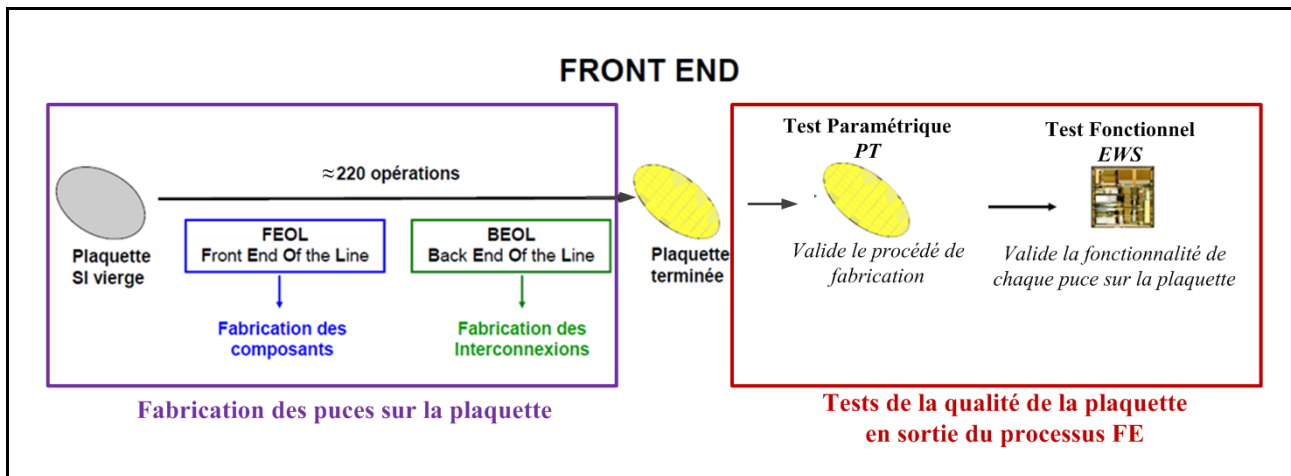 FRONT END
≈220 opérations
Plaquette
SI vierge
FEOL
Front End Of the Line
BEOL
Back End Of the Line
Fabrication des
composants
Fabrication des
Interconnexions
Plaquette
terminée
Fabrication des puces sur la plaquette
Test Paramétrique
PT
Valide le procédé de
fabrication
Test Fonctionnel
EWS
Valide la fonctionnalité de
chaque puce sur la plaquette
Tests de la qualité de la plaquette
en sortie du processus FE